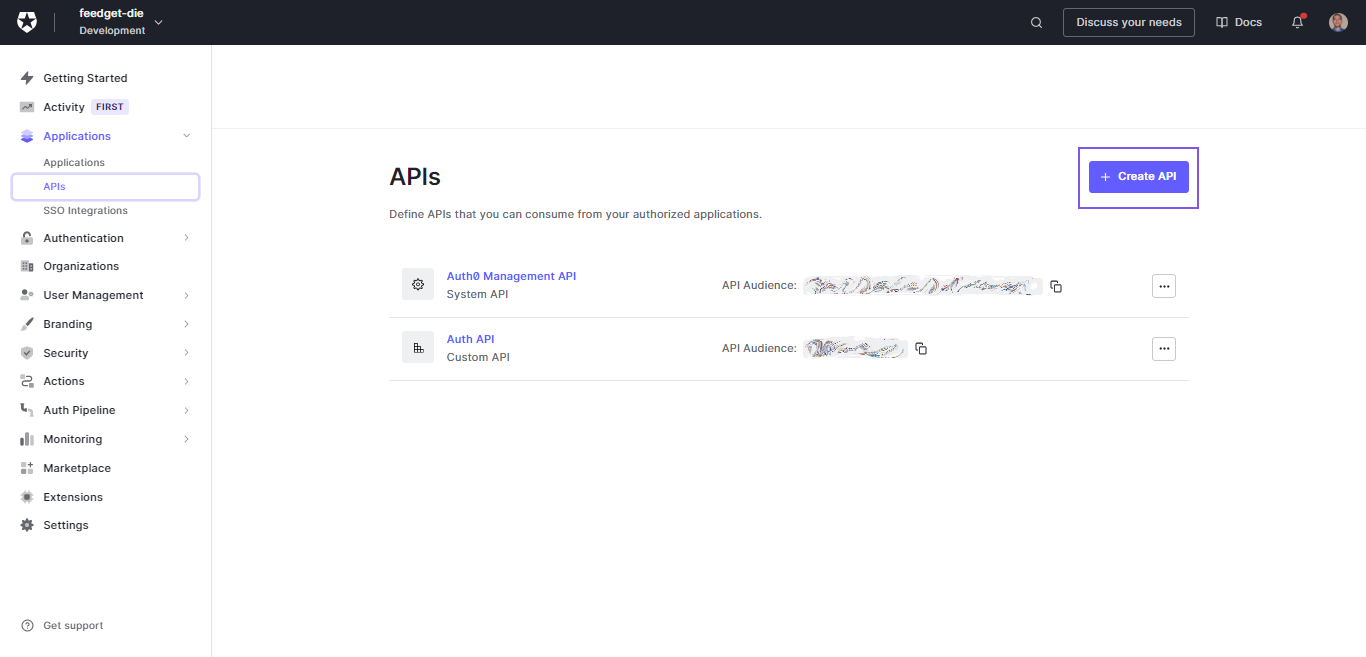 feedget-die
Development
Discuss your needs
Docs
Getting Started
Activity FIRST
Applications
Applications
APIs
SSO Integrations
Authentication
Organizations
User Management
Branding
Security
Actions
Auth Pipeline
Monitoring
Marketplace
Extensions
Settings
Get support
APIs
+ Create API
Define APIs that you can consume from your authorized applications.
Auth0 Management API
System API
API Audience:
Auth API
Custom API
API Audience: